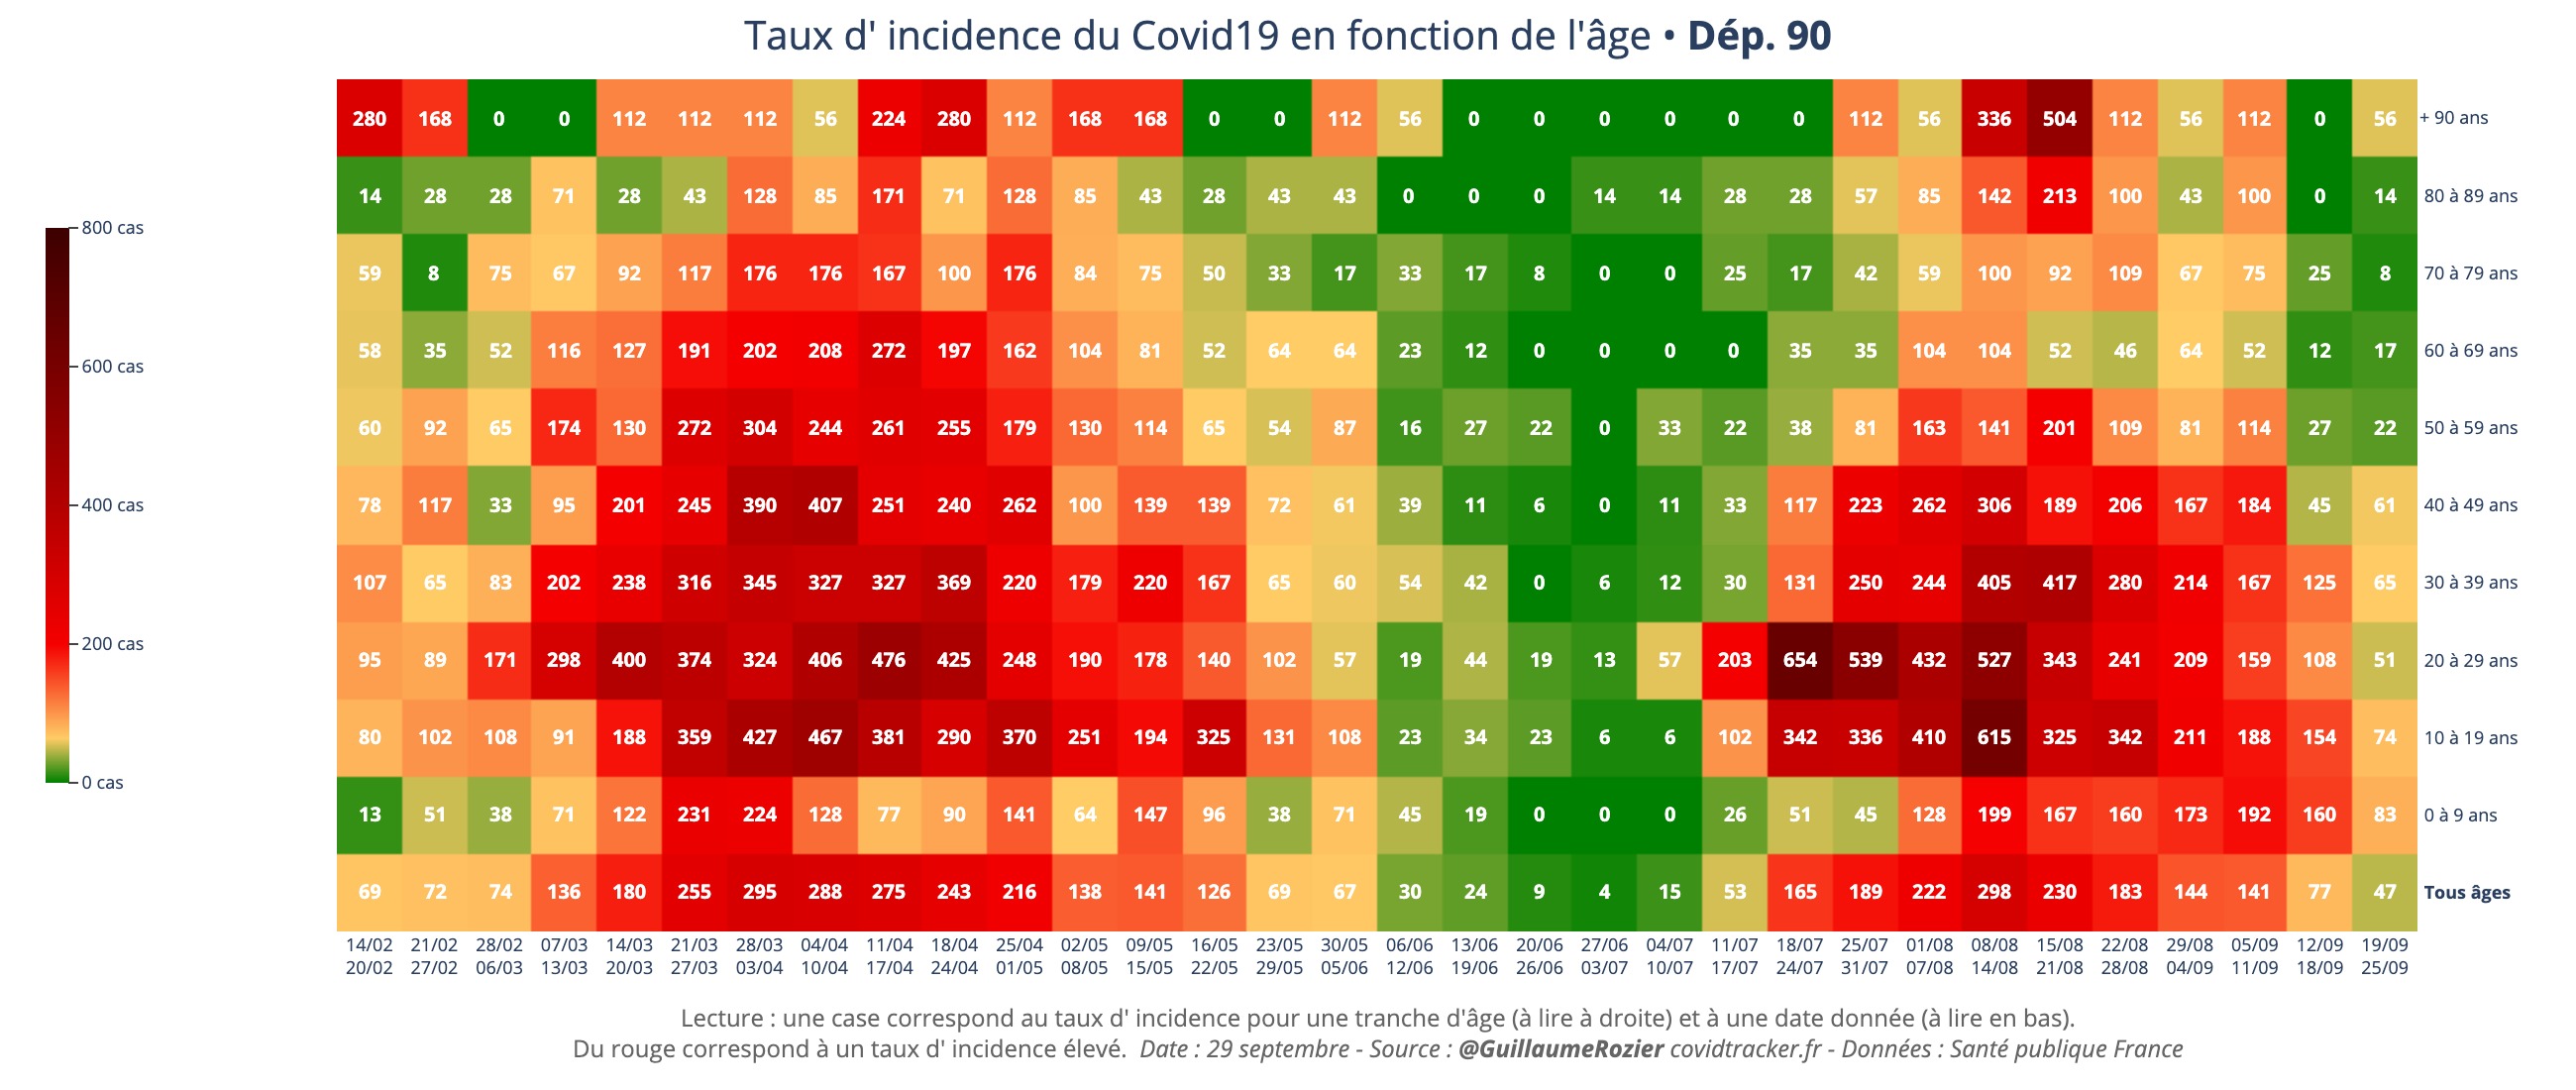 Taux d' incidence du Covid19 en fonction de l'âge • Dép. 90
800 cas
600 cas
400 cas
200 cas
0 cas
280 168 0 0 112 112 112 56 224 280 112 168 168 0 0 112 56 0 0 0 0 0 0 112 56 336 504 112 56 112 0 56 + 90 ans
14 28 28 71 28 43 128 85 171 71 128 85 43 28 43 43 0 0 0 14 14 28 28 57 85 142 213 100 43 100 0 14 80 à 89 ans
59 8 75 67 92 117 176 176 167 100 176 84 75 50 33 17 33 17 8 0 0 25 17 42 59 100 92 109 67 75 25 8 70 à 79 ans
58 35 52 116 127 191 202 208 272 197 162 104 81 52 64 64 23 12 0 0 0 0 35 35 104 104 52 46 64 52 12 17 60 à 69 ans
60 92 65 174 130 272 304 244 261 255 179 130 114 65 54 87 16 27 22 0 33 22 38 81 163 141 201 109 81 114 27 22 50 à 59 ans
78 117 33 95 201 245 390 407 251 240 262 100 139 139 72 61 39 11 6 0 11 33 117 223 262 306 189 206 167 184 45 61 40 à 49 ans
107 65 83 202 238 316 345 327 327 369 220 179 220 167 65 60 54 42 0 6 12 30 131 250 244 405 417 280 214 167 125 65 30 à 39 ans
95 89 171 298 400 374 324 406 476 425 248 190 178 140 102 57 19 44 19 13 57 203 654 539 432 527 343 241 209 159 108 51 20 à 29 ans
80 102 108 91 188 359 427 467 381 290 370 251 194 325 131 108 23 34 23 6 6 102 342 336 410 615 325 342 211 188 154 74 10 à 19 ans
13 51 38 71 122 231 224 128 77 90 141 64 147 96 38 71 45 19 0 0 0 26 51 45 128 199 167 160 173 192 160 83 0 à 9 ans
69 72 74 136 180 255 295 288 275 243 216 138 141 126 69 67 30 24 9 4 15 53 165 189 222 298 230 183 144 141 77 47 Tous âges
14/02 21/02 28/02 07/03 14/03 21/03 28/03 04/04 11/04 18/04 25/04 02/05 09/05 16/05 23/05 30/05 06/06 13/06 20/06 27/06 04/07 11/07 18/07 25/07 01/08 08/08 15/08 22/08 29/08 05/09 12/09 19/09
20/02 27/02 06/03 13/03 20/03 27/03 03/04 10/04 17/04 24/04 01/05 08/05 15/05 22/05 29/05 05/06 12/06 19/06 26/06 03/07 10/07 17/07 24/07 31/07 07/08 14/08 21/08 28/08 04/09 11/09 18/09 25/09
Lecture : une case correspond au taux d' incidence pour une tranche d'âge (à lire à droite) et à une date donnée (à lire en bas).
Du rouge correspond à un taux d' incidence élevé. Date : 29 septembre - Source : @GuillaumeRozier covidtracker.fr - Données : Santé publique France